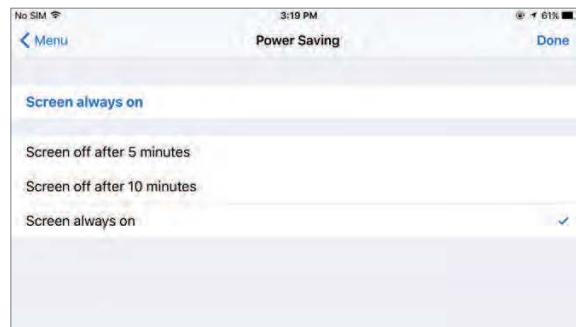 No SIM 3:19 PM 61%
Menu Power Saving Done
Screen always on
Screen off after 5 minutes
Screen off after 10 minutes
Screen always on